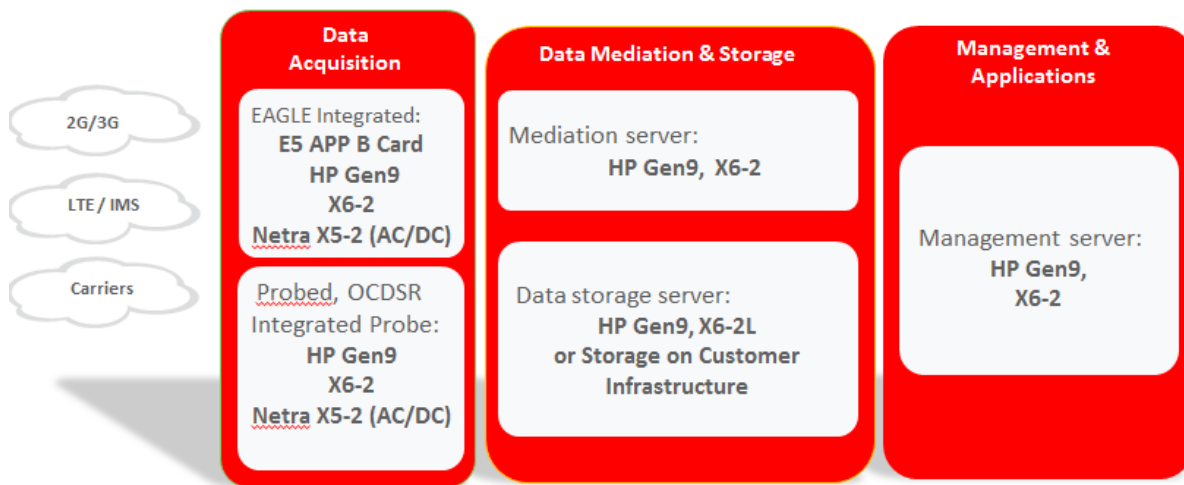 2G/3G
LTE / IMS
Carriers
Data
Acquisition
EAGLE Integrated:
E5 APP B Card
HP Gen9
X6-2
Netra X5-2 (AC/DC)
Probed, OCDSR
Integrated Probe:
HP Gen9
X6-2
Netra X5-2 (AC/DC)
Data Mediation & Storage
Mediation server:
HP Gen9, X6-2
Data storage server:
HP Gen9, X6-2L
or Storage on Customer
Infrastructure
Management &
Applications
Management server:
HP Gen9,
X6-2